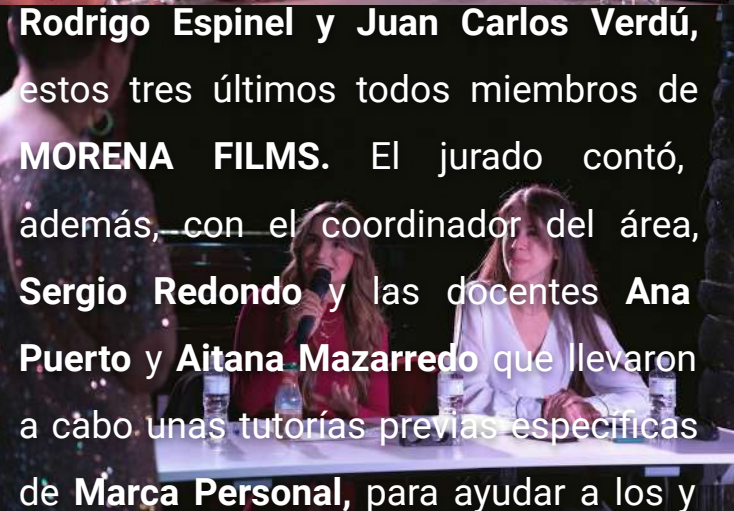 Rodrigo Espinel y Juan Carlos Verdú,
estos tres últimos todos miembros de
MORENA FILMS. El jurado contó,
además, con el coordinador del área,
Sergio Redondo y las docentes Ana
Puerto y Aitana Mazarredo que llevaron
a cabo unas tutorías previas específicas
de Marca Personal, para ayudar a los y